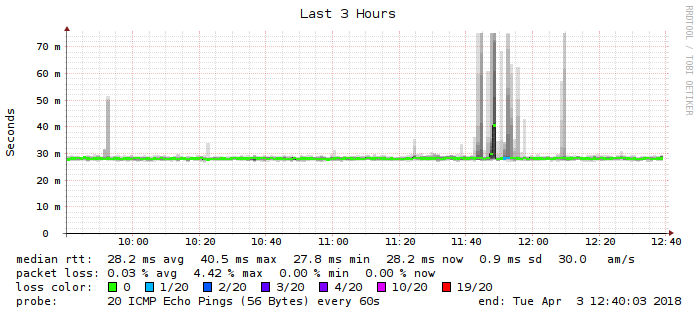 Last 3 Hours
RRDTOOL / TOBI OETIKER
Seconds
70 m
60 m
50 m
40 m
30 m
20 m
10 m
0
10:00 10:20 10:40 11:00 11:20 11:40 12:00 12:20 12:40
median rtt: 28.2 ms avg 40.5 ms max 27.8 ms min 28.2 ms now 0.9 ms sd 30.0 am/s
packet loss: 0.03 % avg 4.42 % max 0.00 % min 0.00 % now
loss color: 0 1/20 2/20 3/20 4/20 10/20 19/20
probe: 20 ICMP Echo Pings (56 Bytes) every 60s end: Tue Apr 3 12:40:03 2018